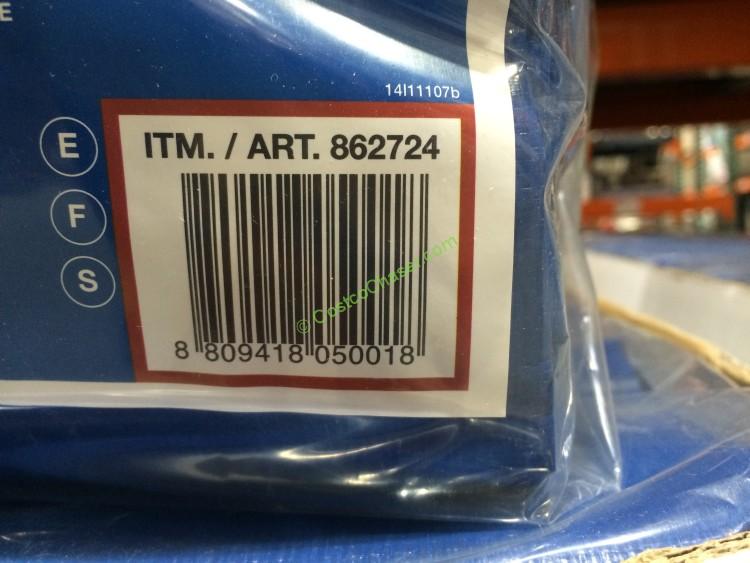 E
14I11107b
ITM. / ART. 862724
E
F
S
© CostcoChaser.com
8 809418 050018